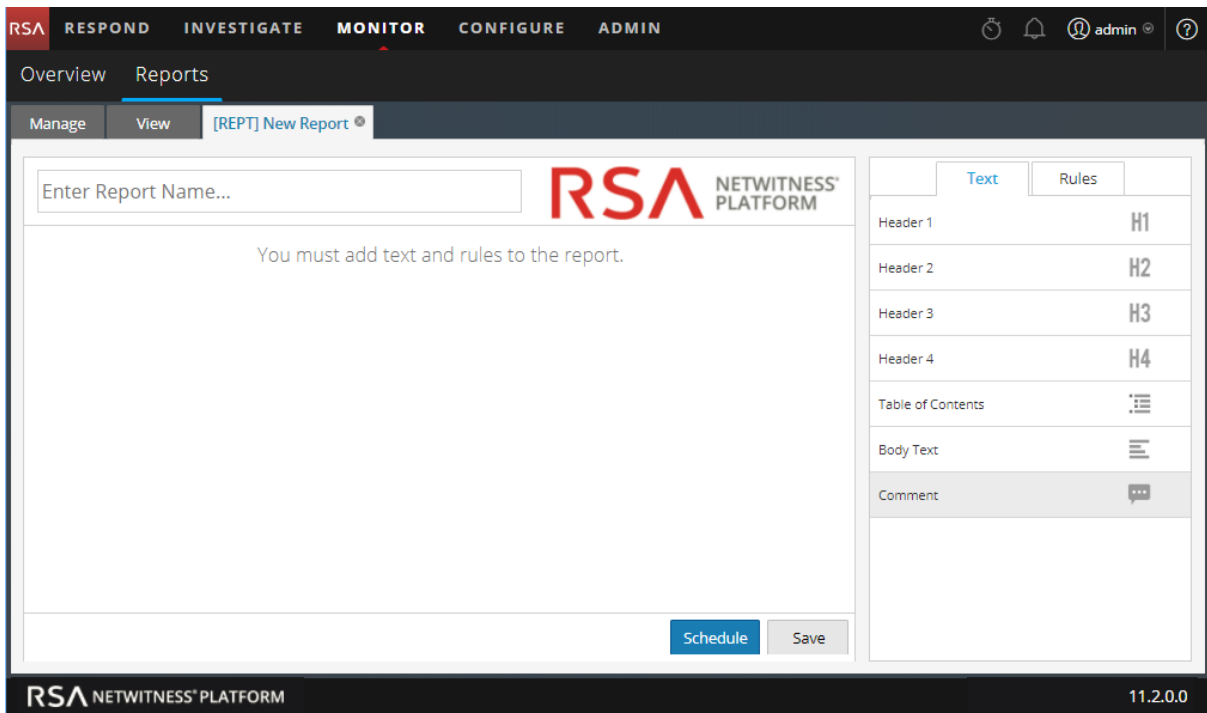 RSA RESPOND INVESTIGATE MONITOR CONFIGURE ADMIN admin ?
Overview Reports
Manage View [REPT] New Report
Enter Report Name...
RSA NETWITNESS® PLATFORM
You must add text and rules to the report.
Schedule Save
Text Rules
Header 1 H1
Header 2 H2
Header 3 H3
Header 4 H4
Table of Contents
Body Text
Comment
RSA NETWITNESS® PLATFORM 11.2.0.0